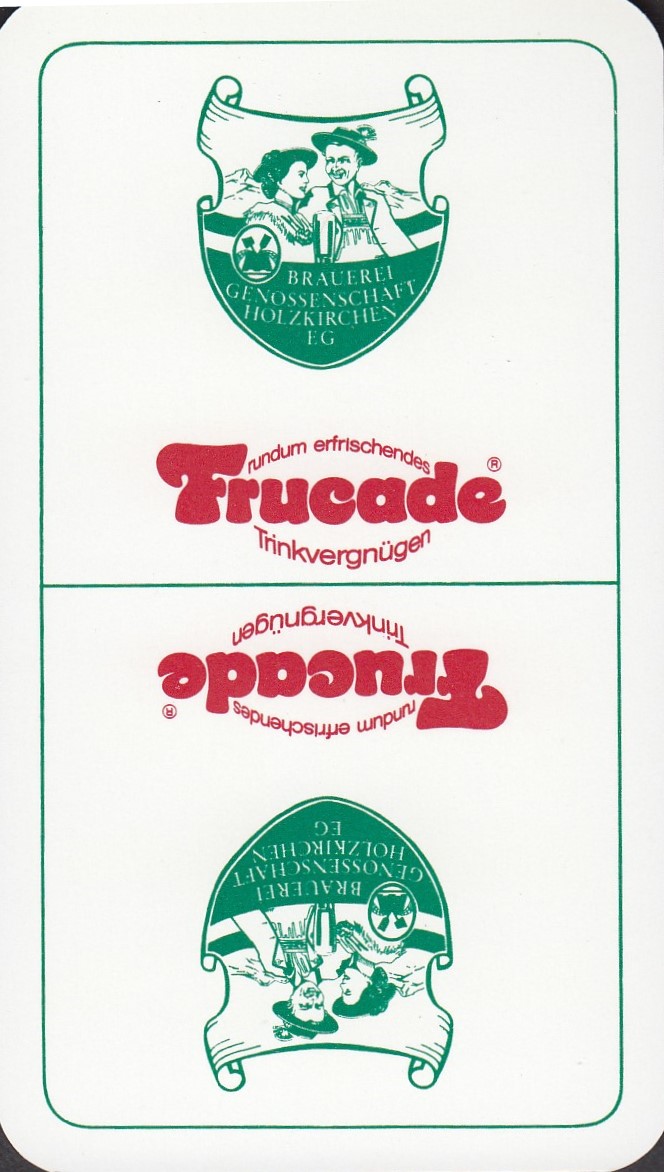 BRAUEREI
GENOSSENSCHAFT
HOLZKIRCHEN
EG
rundum erfrischendes
Frucade®
Trinkvergnügen
Trinkvergnügen
Frucade®
rundum erfrischendes
BRAUEREI
GENOSSENSCHAFT
HOLZKIRCHEN
EG